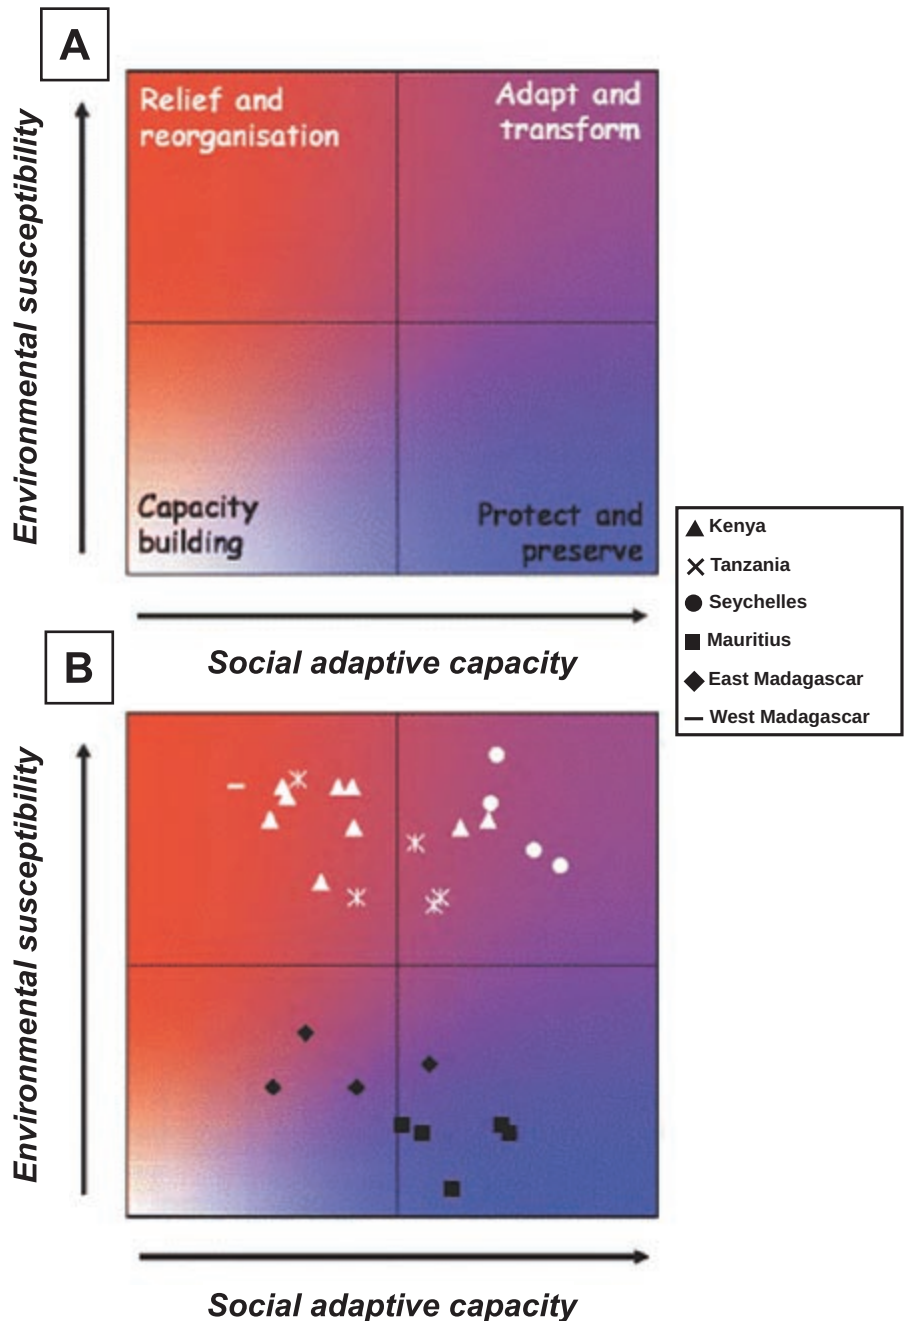 A
Environmental susceptibility
Relief and
reorganisation
Adapt and
transform
Capacity
building
Protect and
preserve
Social adaptive capacity
Kenya
Tanzania
Seychelles
Mauritius
East Madagascar
West Madagascar
B
Environmental susceptibility
Social adaptive capacity